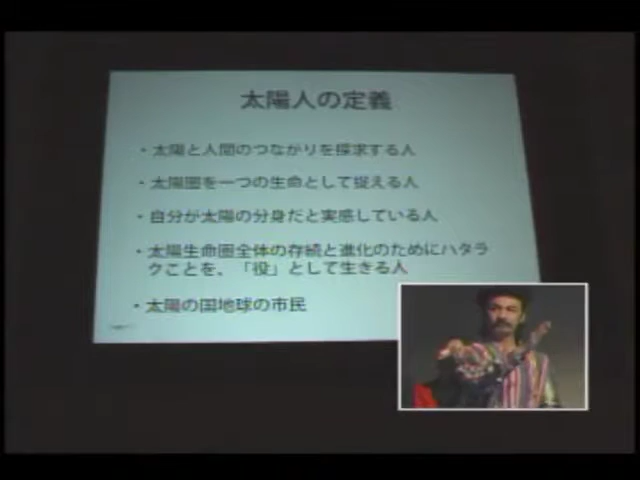 太陽人の定義
・太陽と人間のつながりを探求する人
・太陽圏を一つの生命として捉える人
・自分が太陽の分身だと実感している人
・太陽生命圏全体の存続と進化のためにハタラ
クことを、「役」として生きる人
・太陽の国地球の市民